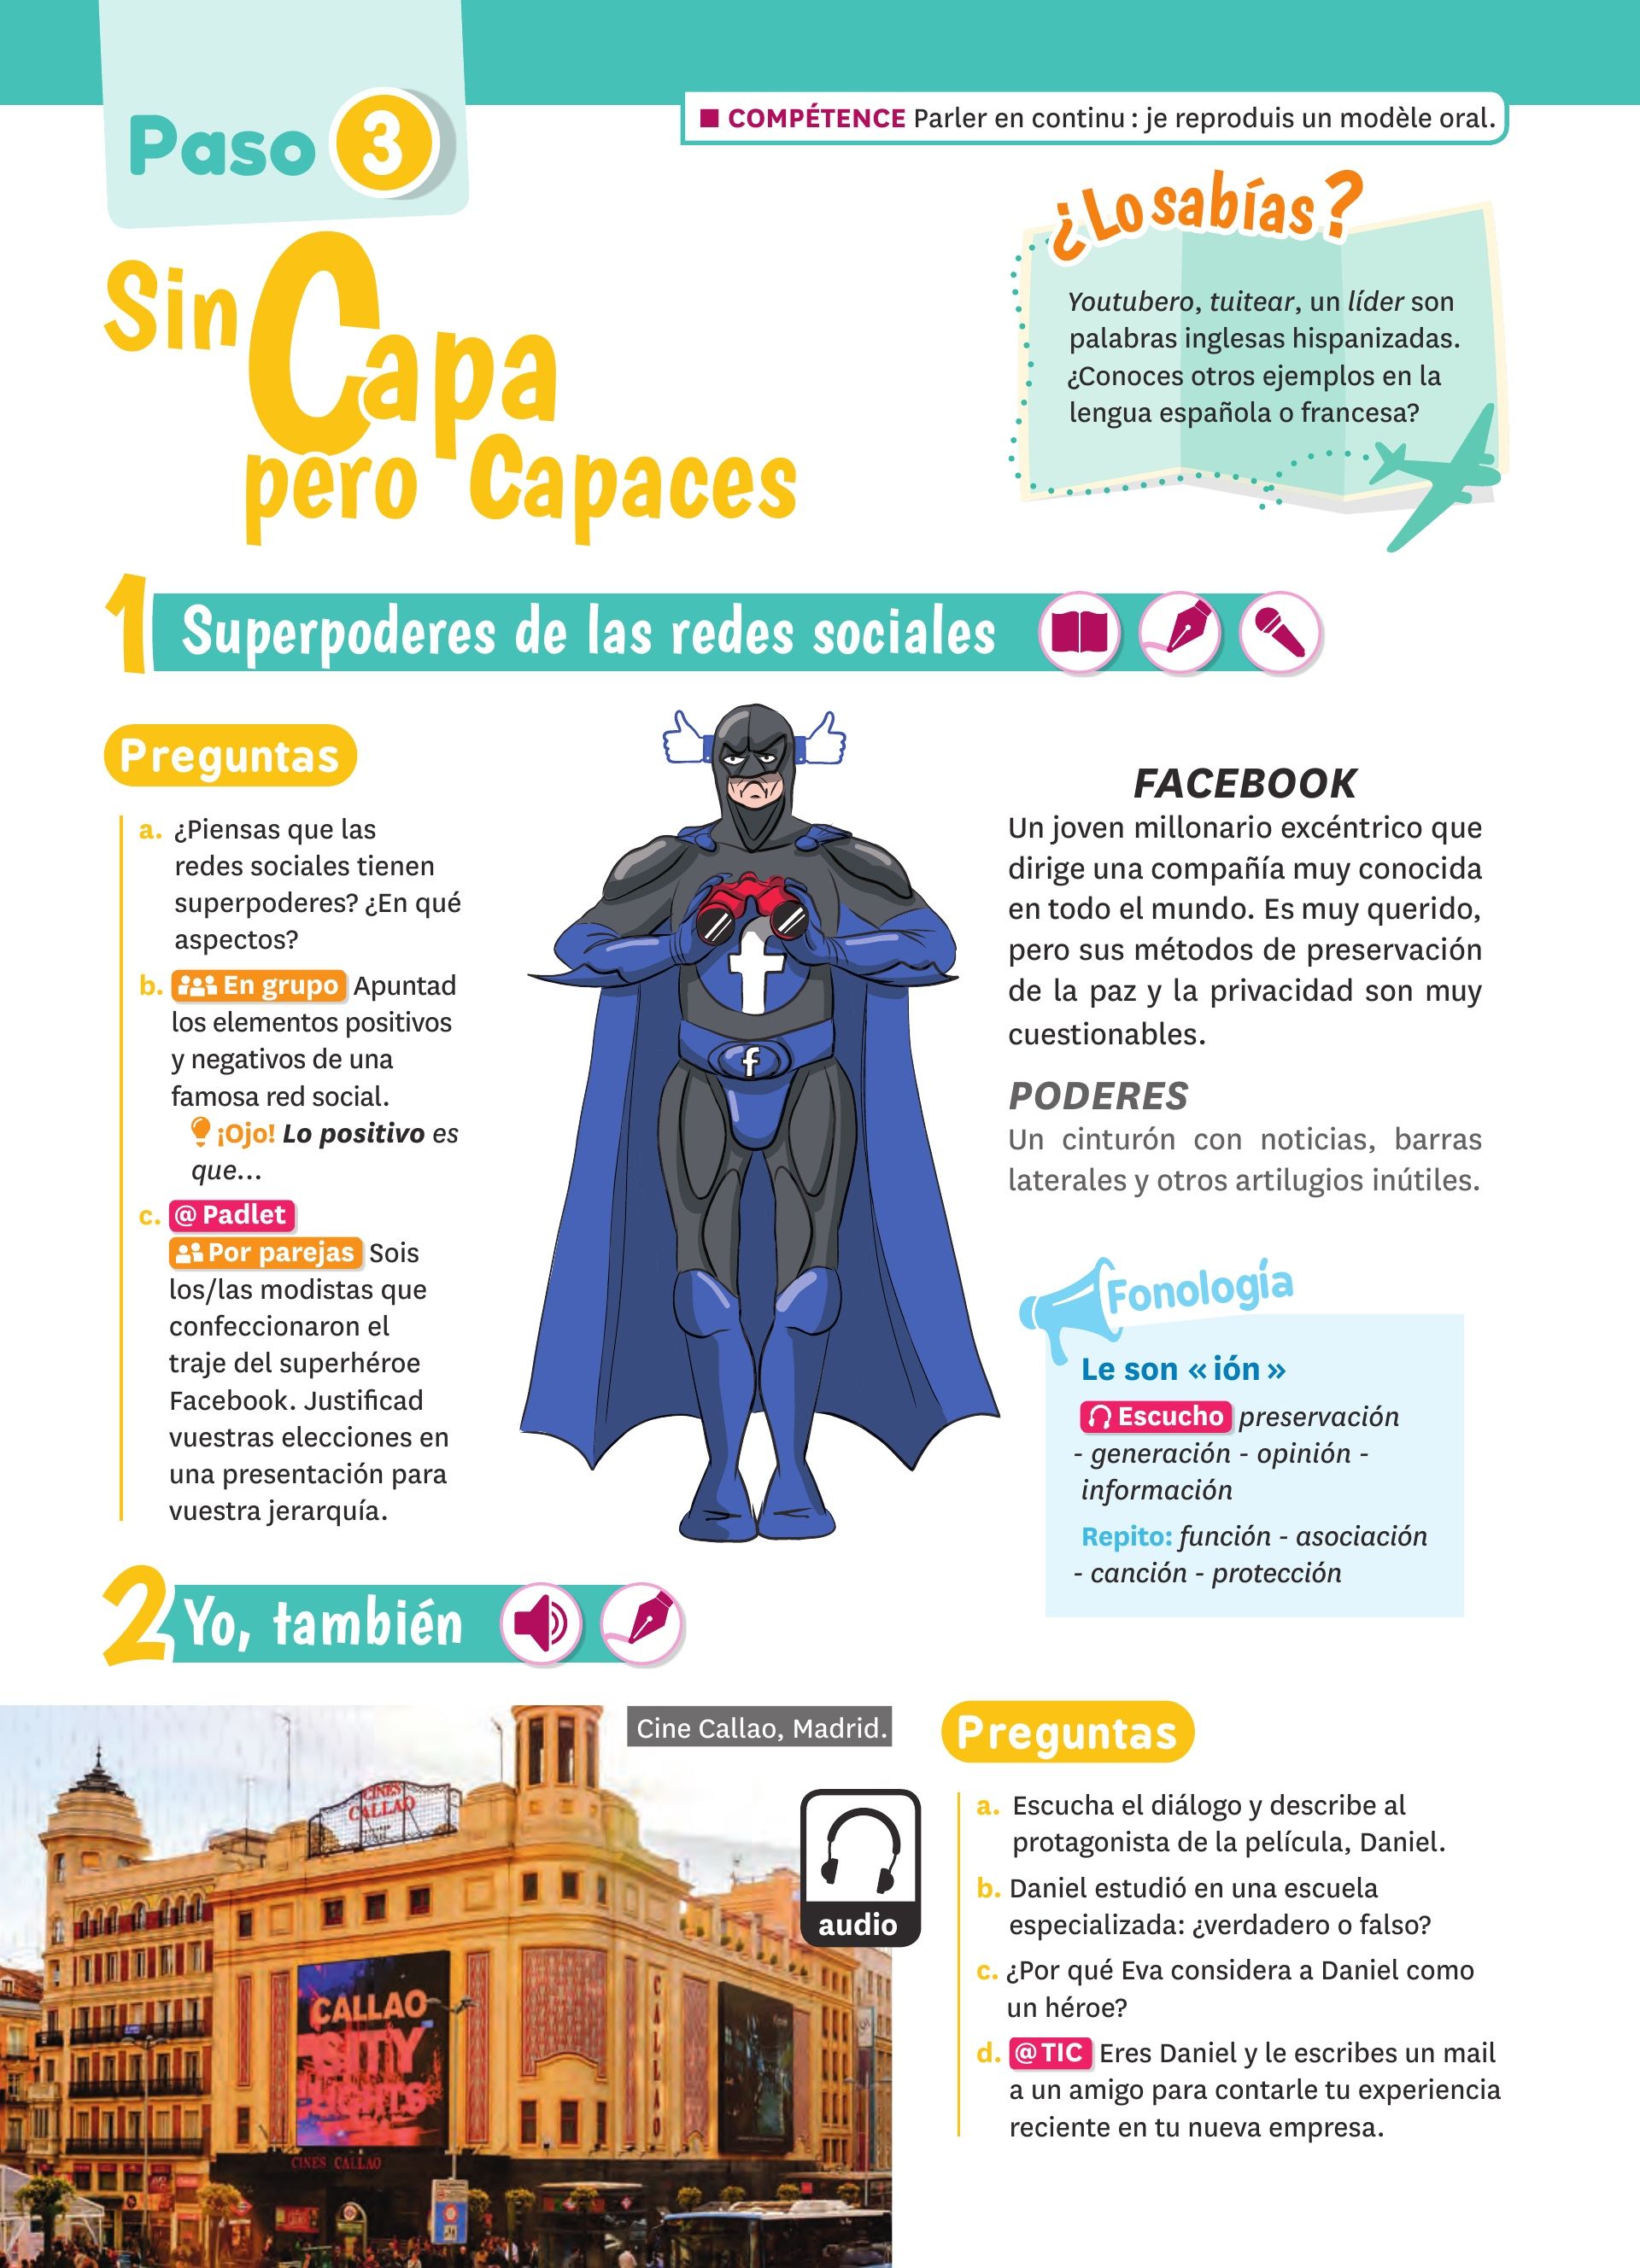 Paso 3
■ COMPÉTENCE Parler en continu : je reproduis un modèle oral.
Sin Capa
pero Capaces
¿Lo sabías?
Youtubero, tuitear, un líder son
palabras inglesas hispanizadas.
¿Conoces otros ejemplos en la
lengua española o francesa?
1 Superpoderes de las redes sociales
Preguntas
a. ¿Piensas que las
redes sociales tienen
superpoderes? ¿En qué
aspectos?
b. En grupo Apuntad
los elementos positivos
y negativos de una
famosa red social.
¡Ojo! Lo positivo es
que...
c. @ Padlet
Por parejas Sois
los/las modistas que
confeccionaron el
traje del superhéroe
Facebook. Justificad
vuestras elecciones en
una presentación para
vuestra jerarquía.
f
f
FACEBOOK
Un joven millonario excéntrico que
dirige una compañía muy conocida
en todo el mundo. Es muy querido,
pero sus métodos de preservación
de la paz y la privacidad son muy
cuestionables.
PODERES
Un cinturón con noticias, barras
laterales y otros artilugios inútiles.
Fonología
Le son « ión »
Escucho preservación
- generación - opinión -
información
Repito: función - asociación
- canción - protección
2 Yo, también
Cine Callao, Madrid.
CINES
CALLAO
CALLAO
CITY
LIGHTS
CALLAO
CINES CALLAO
audio
Preguntas
a. Escucha el diálogo y describe al
protagonista de la película, Daniel.
b. Daniel estudió en una escuela
especializada: ¿verdadero o falso?
c. ¿Por qué Eva considera a Daniel como
un héroe?
d. @ TIC Eres Daniel y le escribes un mail
a un amigo para contarle tu experiencia
reciente en tu nueva empresa.